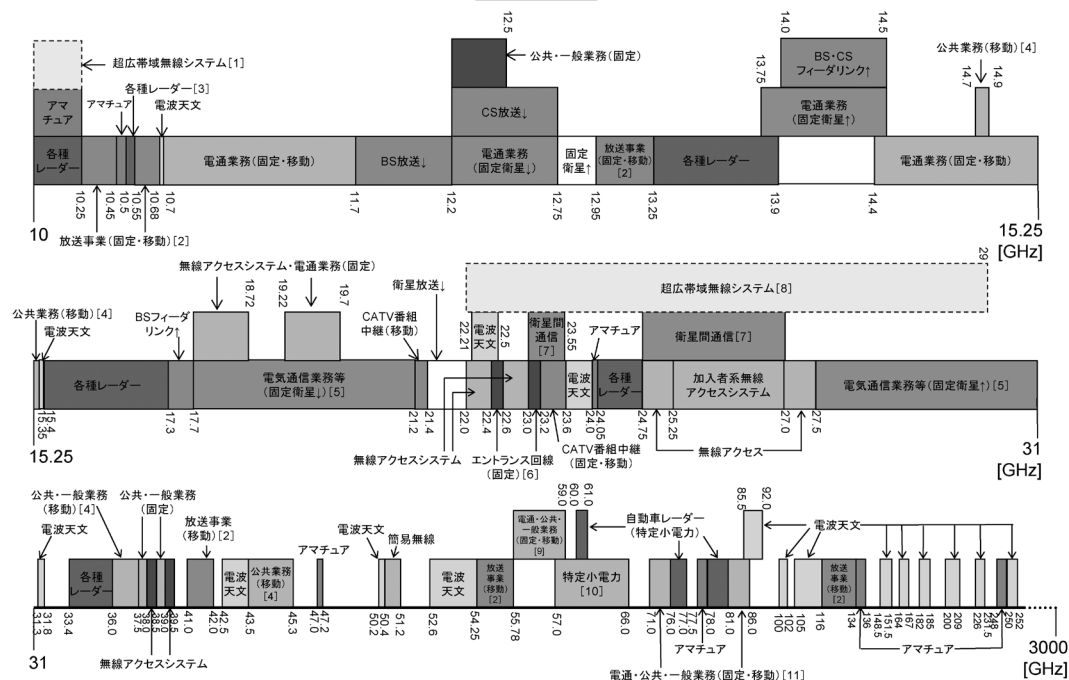 12.5
14.0
14.5
公共・一般業務(固定)
BS・CS
フィーダリンク↑
公共業務(移動)[4]
超広帯域無線システム[1]
13.75
14.7
14.9
各種レーダー[3]
アマ
チュア
アマチュア
電波天文
CS放送↓
電通業務
(固定衛星↑)
各種
レーダー
電通業務(固定・移動)
BS放送↓
電通業務
(固定衛星↓)
固定
衛星↑
放送事業
(固定・移動)
[2]
各種レーダー
電通業務(固定・移動)
10.25
10.45
10.5
10.55
10.68
10.7
11.7
12.2
12.75
12.95
13.25
13.9
14.4
10
放送事業(固定・移動)[2]
15.25
[GHz]
無線アクセスシステム・電通業務(固定)
18.72
19.22
19.7
衛星放送↓
29
超広帯域無線システム[8]
公共業務(移動)[4]
電波天文
BSフィーダ
リンク↑
CATV番組
中継(移動)
22.21
電波
天文
22.5
衛星間
通信
[7]
23.55
アマチュア
衛星間通信[7]
各種レーダー
電気通信業務等
(固定衛星↓)[5]
電波
天文
各種
レーダー
加入者系無線
アクセスシステム
電気通信業務等(固定衛星↑)[5]
15.35
15.4
17.3
17.7
21.2
21.4
22.0
22.4
22.6
23.0
23.2
23.6
24.0
24.05
24.75
25.25
27.0
27.5
15.25
無線アクセスシステム
エントランス回線
(固定)[6]
CATV番組中継
(固定・移動)
無線アクセス
31
[GHz]
公共・一般業務
(移動)[4]
公共・一般業務
(固定)
放送事業
(移動)[2]
電波天文
アマチュア
電波天文
簡易無線
59.0
60.0
61.0
電通・公共・
一般業務
(固定・移動)
[9]
自動車レーダー
(特定小電力)
85.5
92.0
電波天文
各種
レーダー
電波
天文
公共業務
(移動)
[4]
電波
天文
放送
事業
(移動)
[2]
特定小電力
[10]
放送
事業
(移動)
[2]
31.3
31.8
33.4
36.0
37.5
38.0
38.5
39.0
39.5
41.0
42.0
42.5
43.5
45.3
47.0
47.2
50.2
50.4
51.2
52.6
54.25
55.78
57.0
66.0
71.0
76.0
77.0
77.5
78.0
81.0
86.0
100
102
105
116
134
136
148.5
151.5
164
167
182
185
200
209
226
231.5
248
250
252
31
無線アクセスシステム
電通・公共・一般業務(固定・移動)[11]
アマチュア
アマチュア
3000
[GHz]